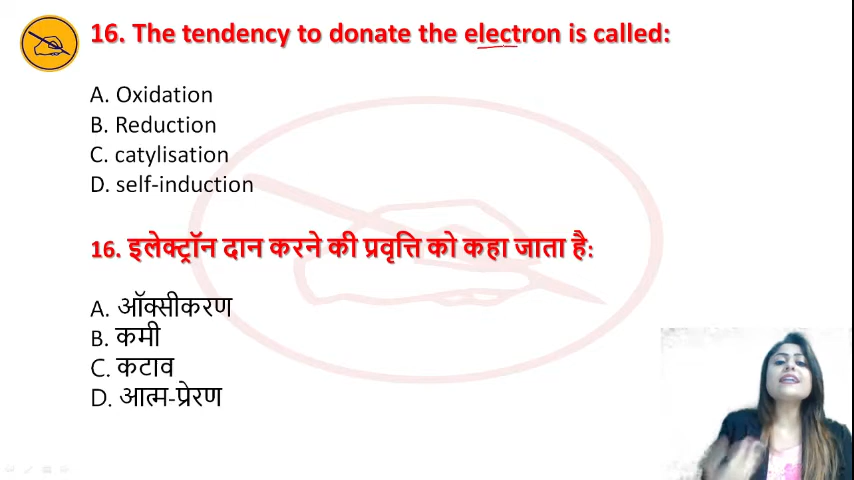 16. The tendency to donate the electron is called:
A. Oxidation
B. Reduction
C. catylisation
D. self-induction
16. इलेक्ट्रॉन दान करने की प्रवृत्ति को कहा जाता है:
A. ऑक्सीकरण
B. कमी
C. कटाव
D. आत्म-प्रेरण